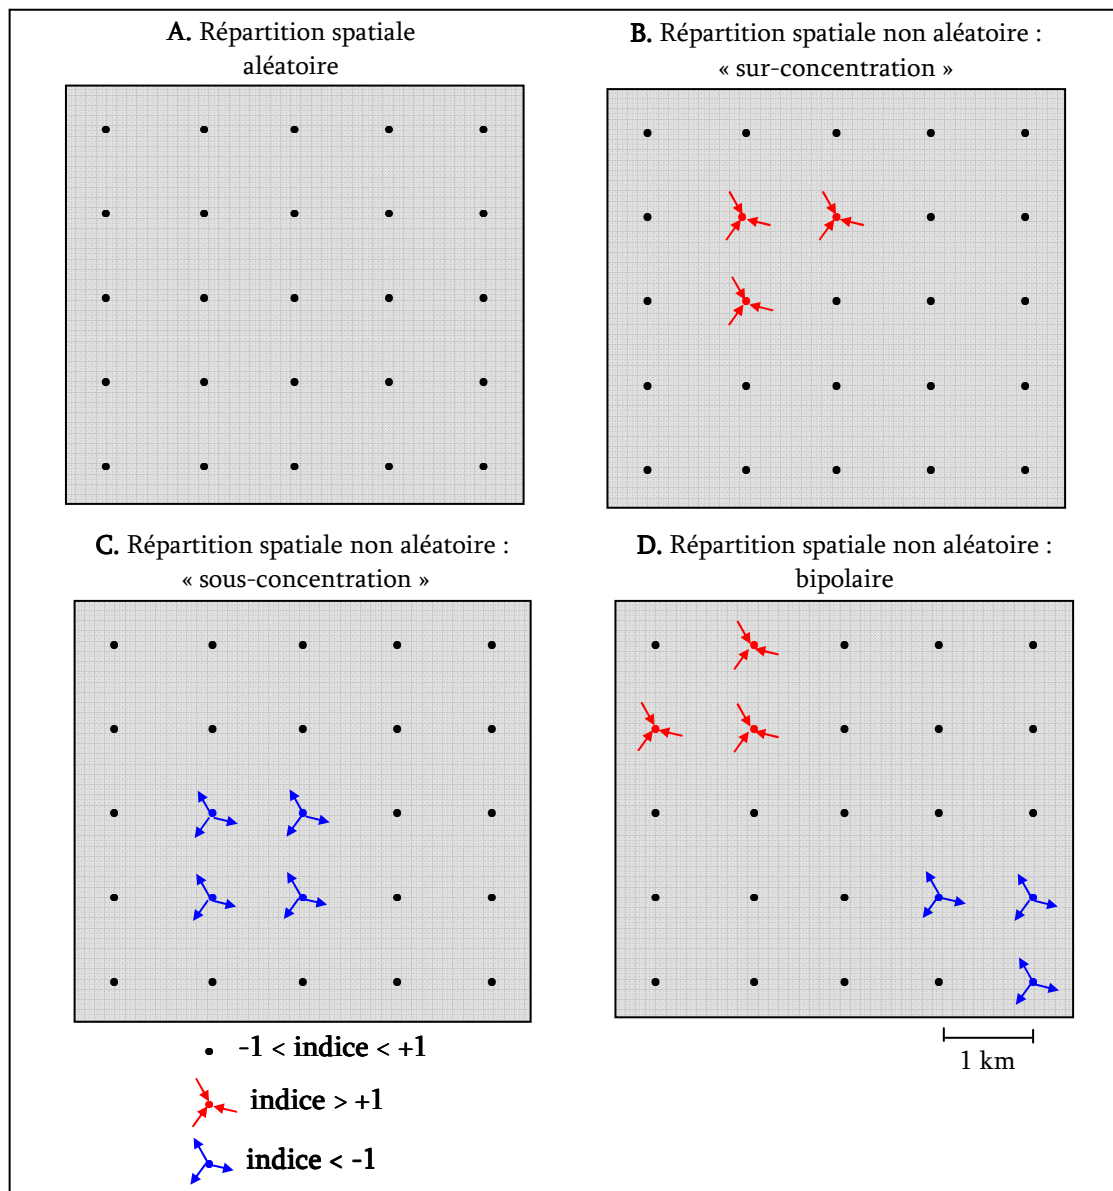 A. Répartition spatiale
aléatoire
B. Répartition spatiale non aléatoire :
« sur-concentration »
C. Répartition spatiale non aléatoire :
« sous-concentration »
D. Répartition spatiale non aléatoire :
bipolaire
-1 < indice < +1
indice > +1
indice < -1
1 km